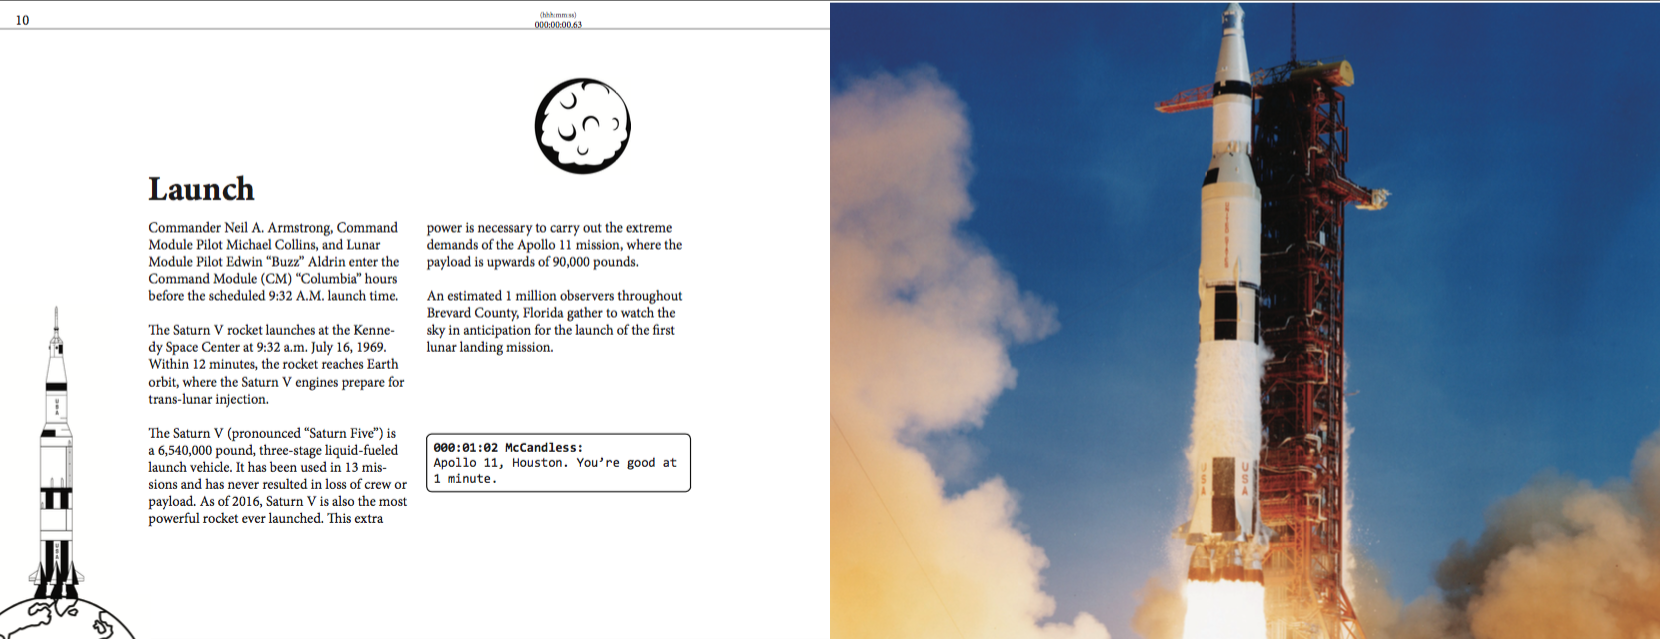 10
(hhh:mm:ss)
000:00:00.63
Launch
Commander Neil A. Armstrong, Command
Module Pilot Michael Collins, and Lunar
Module Pilot Edwin “Buzz” Aldrin enter the
Command Module (CM) “Columbia” hours
before the scheduled 9:32 A.M. launch time.
The Saturn V rocket launches at the Kenne-
dy Space Center at 9:32 a.m. July 16, 1969.
Within 12 minutes, the rocket reaches Earth
orbit, where the Saturn V engines prepare for
trans-lunar injection.
The Saturn V (pronounced “Saturn Five”) is
a 6,540,000 pound, three-stage liquid-fueled
launch vehicle. It has been used in 13 mis-
sions and has never resulted in loss of crew or
payload. As of 2016, Saturn V is also the most
powerful rocket ever launched. This extra
power is necessary to carry out the extreme
demands of the Apollo 11 mission, where the
payload is upwards of 90,000 pounds.
An estimated 1 million observers throughout
Brevard County, Florida gather to watch the
sky in anticipation for the launch of the first
lunar landing mission.
000:01:02 McCandless:
Apollo 11, Houston. You’re good at
1 minute.
USA
USA
USA
USA